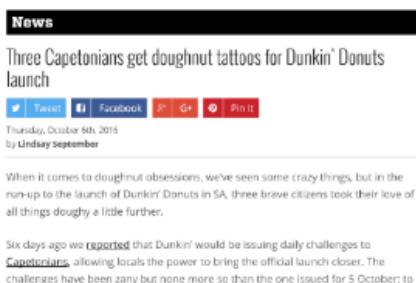 News
Three Capetonians get doughnut tattoos for Dunkin' Donuts
launch
Tweet Facebook G+ Pin It
Thursday, October 6th, 2016
by Lindsay September
When it comes to doughnut obsessions, we've seen some crazy things, but in the
run-up to the launch of Dunkin' Donuts in SA, three brave citizens took their love of
all things doughy a little further.
Six days ago we reported that Dunkin' would be issuing daily challenges to
Capetonians, allowing locals the power to bring the official launch closer. The
challenges have been zany but none more so than the one issued for 5 October: to